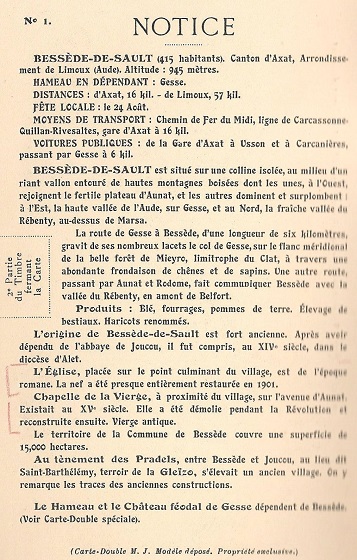 No 1.
NOTICE
BESSÈDE-DE-SAULT (415 habitants). Canton d'Axat, Arrondisse-
ment de Limoux (Aude). Altitude : 945 mètres.
HAMEAU EN DÉPENDANT : Gesse.
DISTANCES : d'Axat, 16 kil. - de Limoux, 57 kil.
FÊTE LOCALE : le 24 Août.
MOYENS DE TRANSPORT : Chemin de Fer du Midi, ligne de Carcassonne-
Quillan-Rivesaltes, gare d'Axat à 16 kil.
VOITURES PUBLIQUES : de la Gare d'Axat à Usson et à Carcanières,
passant par Gesse à 6 kil.
BESSÈDE-DE-SAULT est situé sur une colline isolée, au milieu d'un
riant vallon entouré de hautes montagnes boisées dont les unes, à l'Ouest,
rejoignent le fertile plateau d'Aunat, et les autres dominent et surplombent :
à l'Est, la haute vallée de l'Aude, sur Gesse, et au Nord, la fraîche vallée du
Rébenty, au-dessus de Marsa.
La route de Gesse à Bessède, d'une longueur de six kilomètres,
gravit de ses nombreux lacets le col de Gesse, sur le flanc méridional
de la belle forêt de Mieyro, limitrophe du Clat, à travers une
abondante frondaison de chênes et de sapins. Une autre route,
passant par Aunat et Rodome, fait communiquer Bessède avec la
vallée du Rébenty, en amont de Belfort.
Produits : Blé, fourrages, pommes de terre. Élevage de
bestiaux. Haricots renommés.
2e Partie
du Timbre
fermant
la Carte
L'origine de Bessède-de-Sault est fort ancienne. Après avoir
dépendu de l'abbaye de Joucou, il fut compris, au XIVe siècle, dans le
diocèse d'Alet.
L'Église, placée sur le point culminant du village, est de l'époque
romane. La nef a été presque entièrement restaurée en 1901.
Chapelle de la Vierge, à proximité du village, sur l'avenue d'Aunat.
Existait au XVe siècle. Elle a été démolie pendant la Révolution et
reconstruite ensuite. Vierge antique.
Le territoire de la Commune de Bessède couvre une superficie de
15,000 hectares.
Au tènement des Pradels, entre Bessède et Joucou, au lieu dit
Saint-Barthélémy, terroir de la Gleïzo, s'élevait un ancien village. On y
remarque les traces des anciennes constructions.
Le Hameau et le Château féodal de Gesse dépendent de Bessède.
(Voir Carte-Double spéciale).
(Carte-Double M. J. Modèle déposé. Propriété exclusive.)